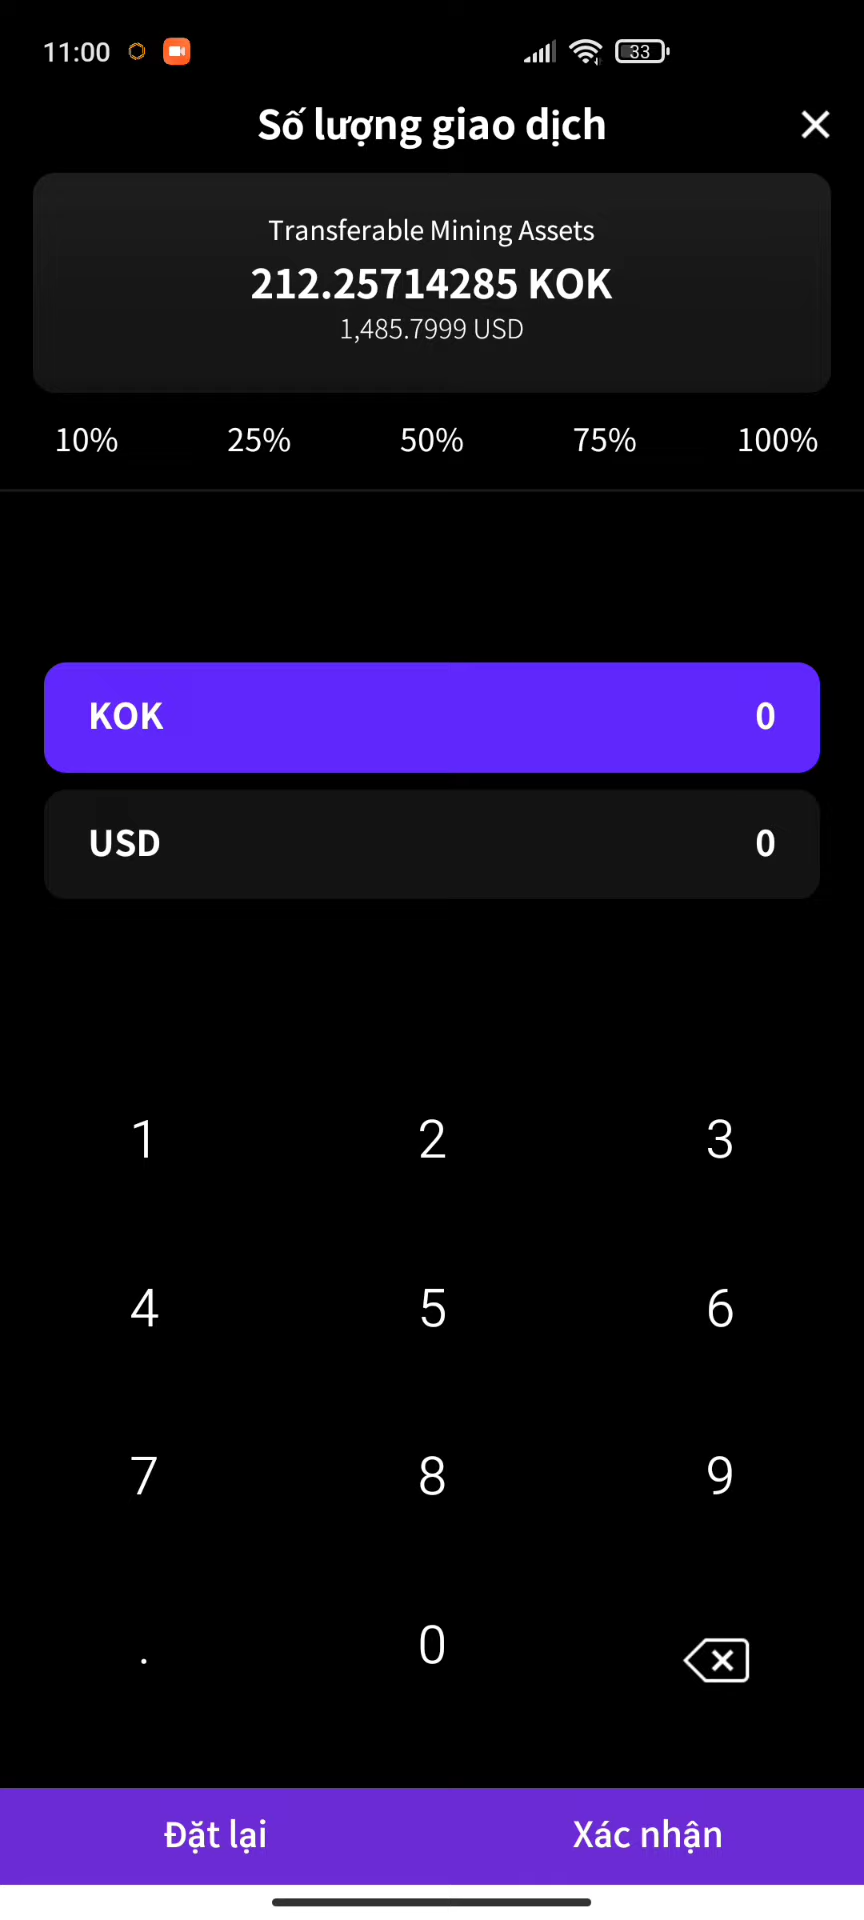 11:00
33
Số lượng giao dịch
Transferable Mining Assets
212.25714285 KOK
1,485.7999 USD
10% 25% 50% 75% 100%
KOK 0
USD 0
1 2 3
4 5 6
7 8 9
. 0
Đặt lại Xác nhận